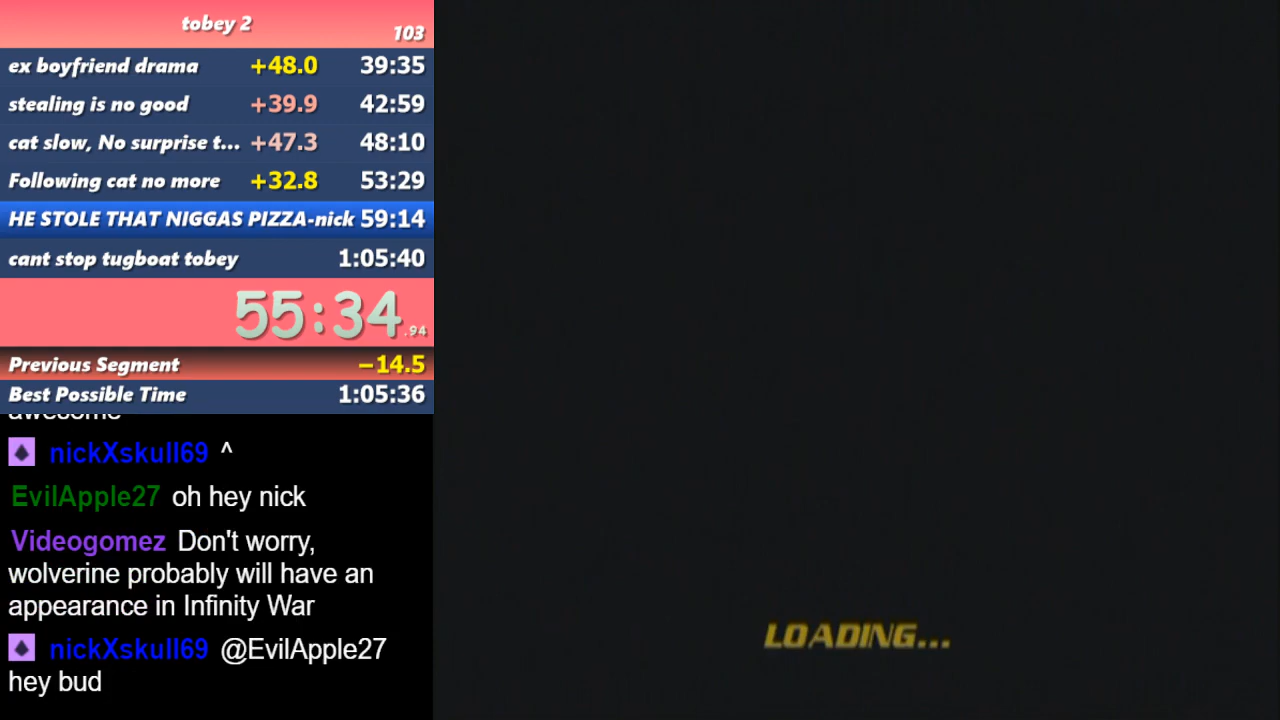 tobey 2
103
ex boyfriend drama +48.0 39:35
stealing is no good +39.9 42:59
cat slow, No surprise t... +47.3 48:10
Following cat no more +32.8 53:29
HE STOLE THAT NIGGAS PIZZA-nick 59:14
cant stop tugboat tobey 1:05:40
55:34.94
Previous Segment −14.5
Best Possible Time 1:05:36
awesome
nickXskull69 ^
EvilApple27 oh hey nick
Videogomez Don't worry,
wolverine probably will have an
appearance in Infinity War
nickXskull69 @EvilApple27
hey bud
LOADING...